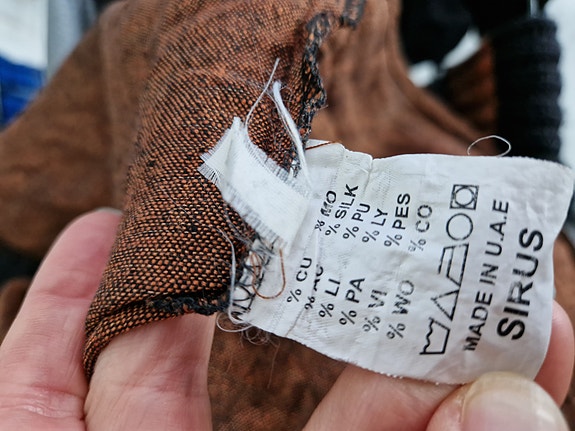 % CU % MO
% AC % SILK
% LI % PU
% PA % LY
% VI % PES
% WO % CO
MADE IN U.A.E
SIRUS